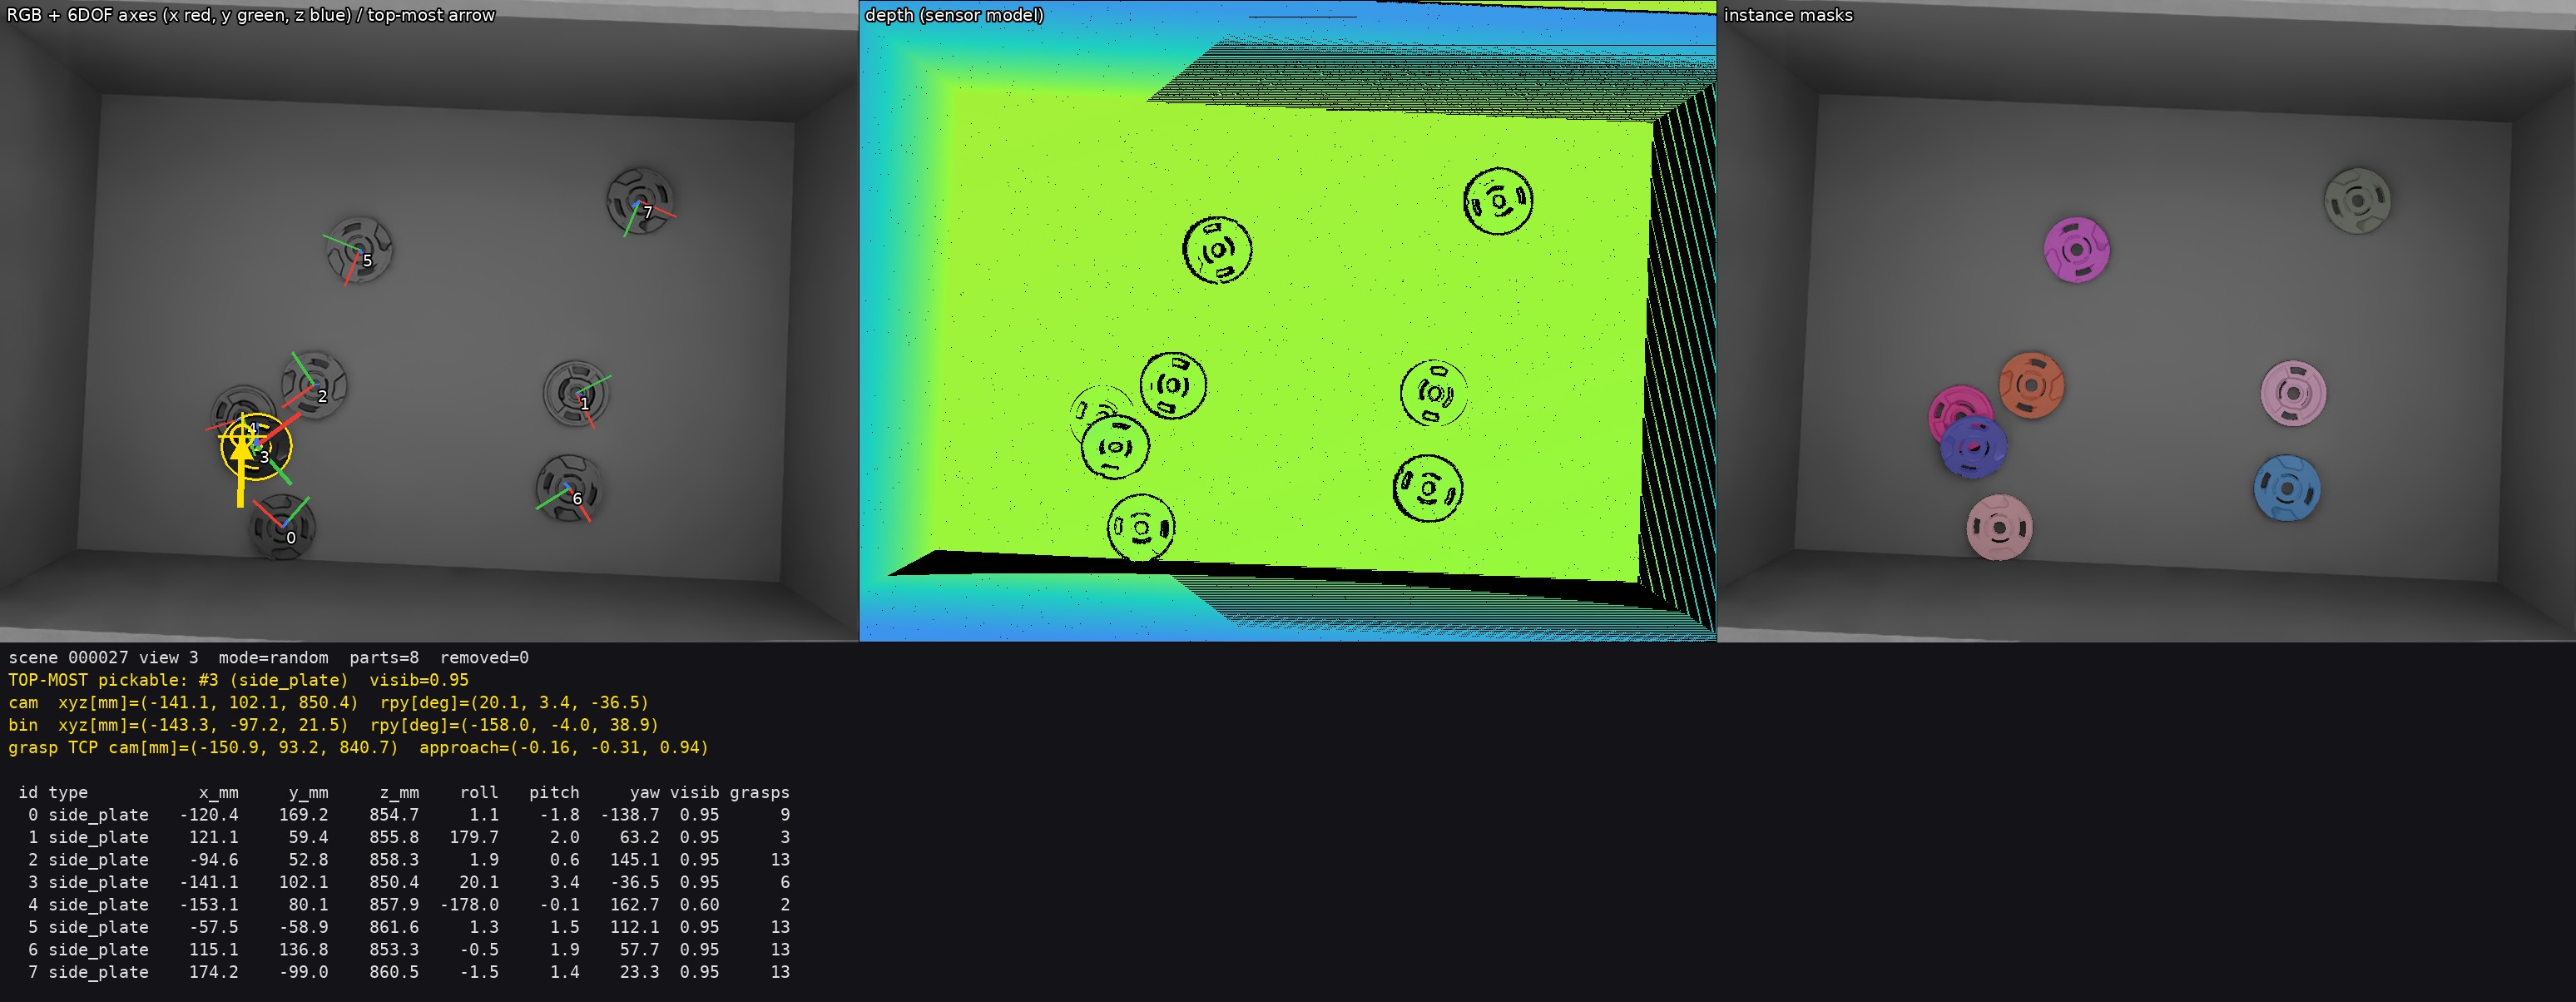 RGB + 6DOF axes (x red, y green, z blue) / top-most arrow
depth (sensor model)
instance masks
7
5
2
1
4
3
6
0
scene 000027 view 3  mode=random  parts=8  removed=0
TOP-MOST pickable: #3 (side_plate)  visib=0.95
cam  xyz[mm]=(-141.1, 102.1, 850.4)  rpy[deg]=(20.1, 3.4, -36.5)
bin  xyz[mm]=(-143.3, -97.2, 21.5)  rpy[deg]=(-158.0, -4.0, 38.9)
grasp TCP cam[mm]=(-150.9, 93.2, 840.7)  approach=(-0.16, -0.31, 0.94)
id type x_mm y_mm z_mm roll pitch yaw visib grasps
0 side_plate -120.4 169.2 854.7 1.1 -1.8 -138.7 0.95 9
1 side_plate 121.1 59.4 855.8 179.7 2.0 63.2 0.95 3
2 side_plate -94.6 52.8 858.3 1.9 0.6 145.1 0.95 13
3 side_plate -141.1 102.1 850.4 20.1 3.4 -36.5 0.95 6
4 side_plate -153.1 80.1 857.9 -178.0 -0.1 162.7 0.60 2
5 side_plate -57.5 -58.9 861.6 1.3 1.5 112.1 0.95 13
6 side_plate 115.1 136.8 853.3 -0.5 1.9 57.7 0.95 13
7 side_plate 174.2 -99.0 860.5 -1.5 1.4 23.3 0.95 13